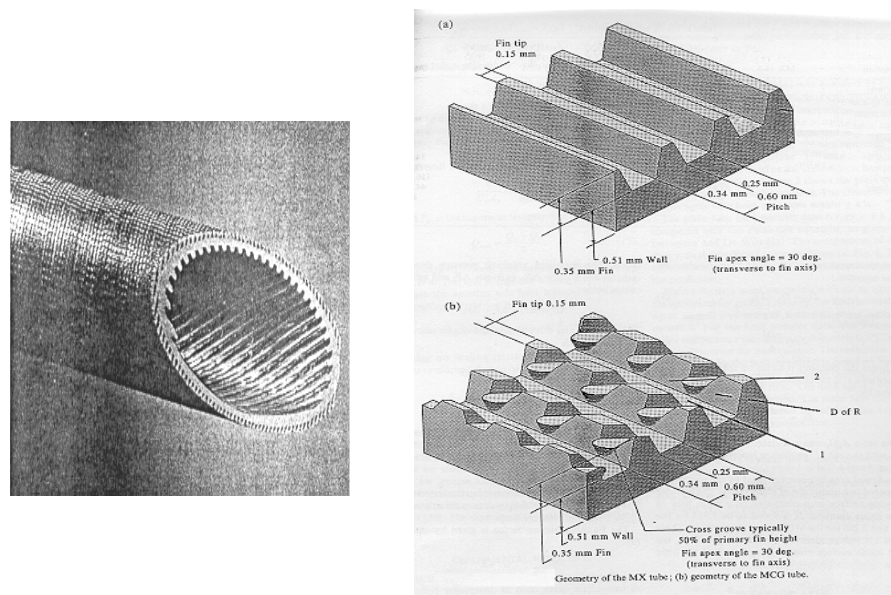 (a)
Fin tip
0.15 mm
0.25 mm
0.34 mm
0.60 mm
Pitch
0.51 mm Wall
0.35 mm Fin
Fin apex angle = 30 deg.
(transverse to fin axis)
(b)
Fin tip 0.15 mm
2
D of R
1
0.25 mm
0.34 mm
0.60 mm
Pitch
0.51 mm Wall
0.35 mm Fin
Cross groove typically
50% of primary fin height
Fin apex angle = 30 deg.
(transverse to fin axis)
Geometry of the MX tube; (b) geometry of the MCG tube.